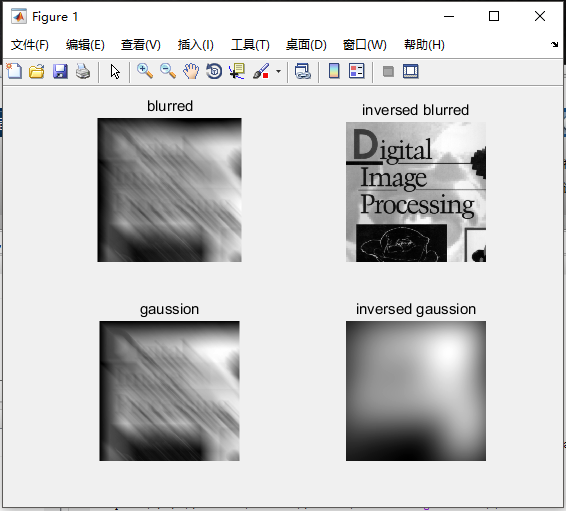 Figure 1
文件(F) 编辑(E) 查看(V) 插入(I) 工具(T) 桌面(D) 窗口(W) 帮助(H)
blurred
inversed blurred
Digital
Image
Processing
gaussion
inversed gaussion